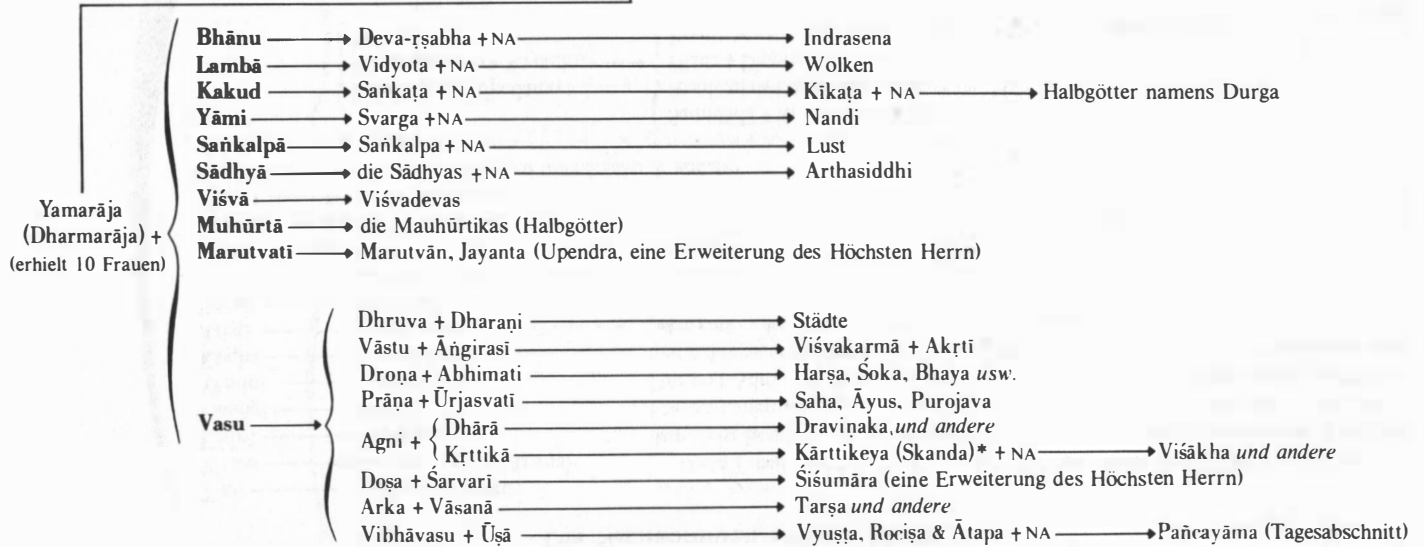 Bhānu → Deva-ṛṣabha + NA → Indrasena
Lambā → Vidyota + NA → Wolken
Kakud → Saṅkaṭa + NA → Kīkaṭa + NA → Halbgötter namens Durga
Yāmi → Svarga + NA → Nandi
Saṅkalpā → Saṅkalpa + NA → Lust
Sādhyā → die Sādhyas + NA → Arthasiddhi
Viśvā → Viśvadevas
Muhūrtā → die Mauhūrtikas (Halbgötter)
Marutvatī → Marutvān, Jayanta (Upendra, eine Erweiterung des Höchsten Herrn)
Yamarāja
(Dharmarāja) +
(erhielt 10 Frauen)
Vasu →
Dhruva + Dharaṇi → Städte
Vāstu + Āṅgirasī → Viśvakarmā + Akṛtī
Droṇa + Abhimati → Harṣa, Śoka, Bhaya usw.
Prāṇa + Ūrjasvatī → Saha, Āyus, Purojava
Agni + { Dhārā → Draviṇaka, und andere
Kṛttikā → Kārttikeya (Skanda)* + NA → Viśākha und andere
Doṣa + Śarvarī → Śiśumāra (eine Erweiterung des Höchsten Herrn)
Arka + Vāsanā → Tarṣa und andere
Vibhāvasu + Ūṣā → Vyuṣṭa, Rociṣa & Ātapa + NA → Pañcayāma (Tagesabschnitt)